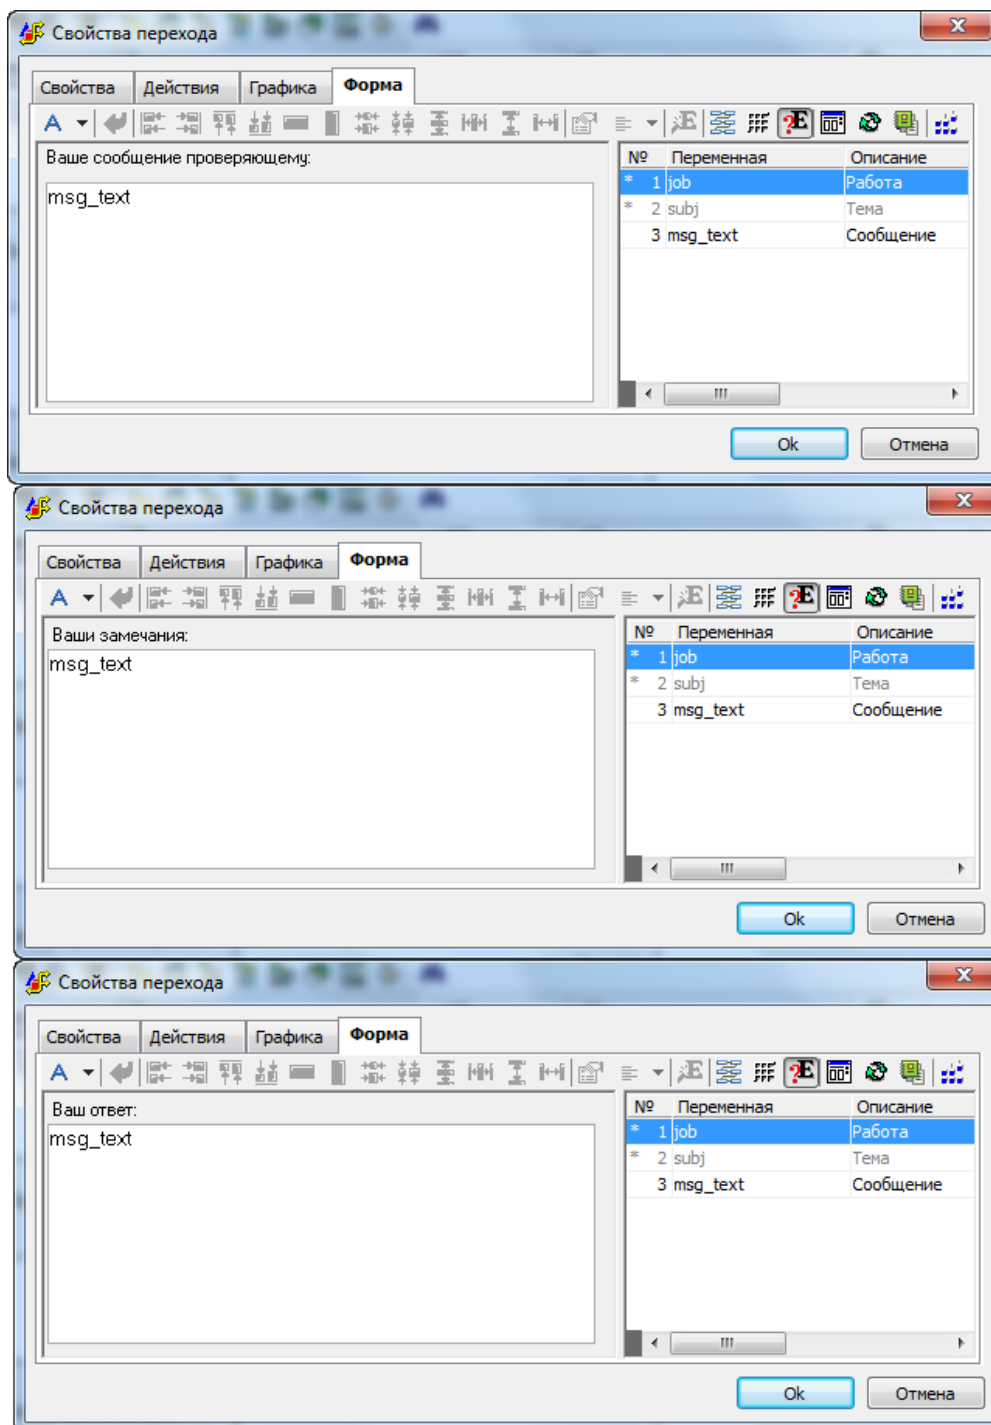 Свойства перехода
Свойства Действия Графика Форма
Ваше сообщение проверяющему:
msg_text
№ Переменная Описание
* 1 job Работа
* 2 subj Тема
3 msg_text Сообщение
Ok Отмена
Свойства перехода
Свойства Действия Графика Форма
Ваши замечания:
msg_text
№ Переменная Описание
* 1 job Работа
* 2 subj Тема
3 msg_text Сообщение
Ok Отмена
Свойства перехода
Свойства Действия Графика Форма
Ваш ответ:
msg_text
№ Переменная Описание
* 1 job Работа
* 2 subj Тема
3 msg_text Сообщение
Ok Отмена